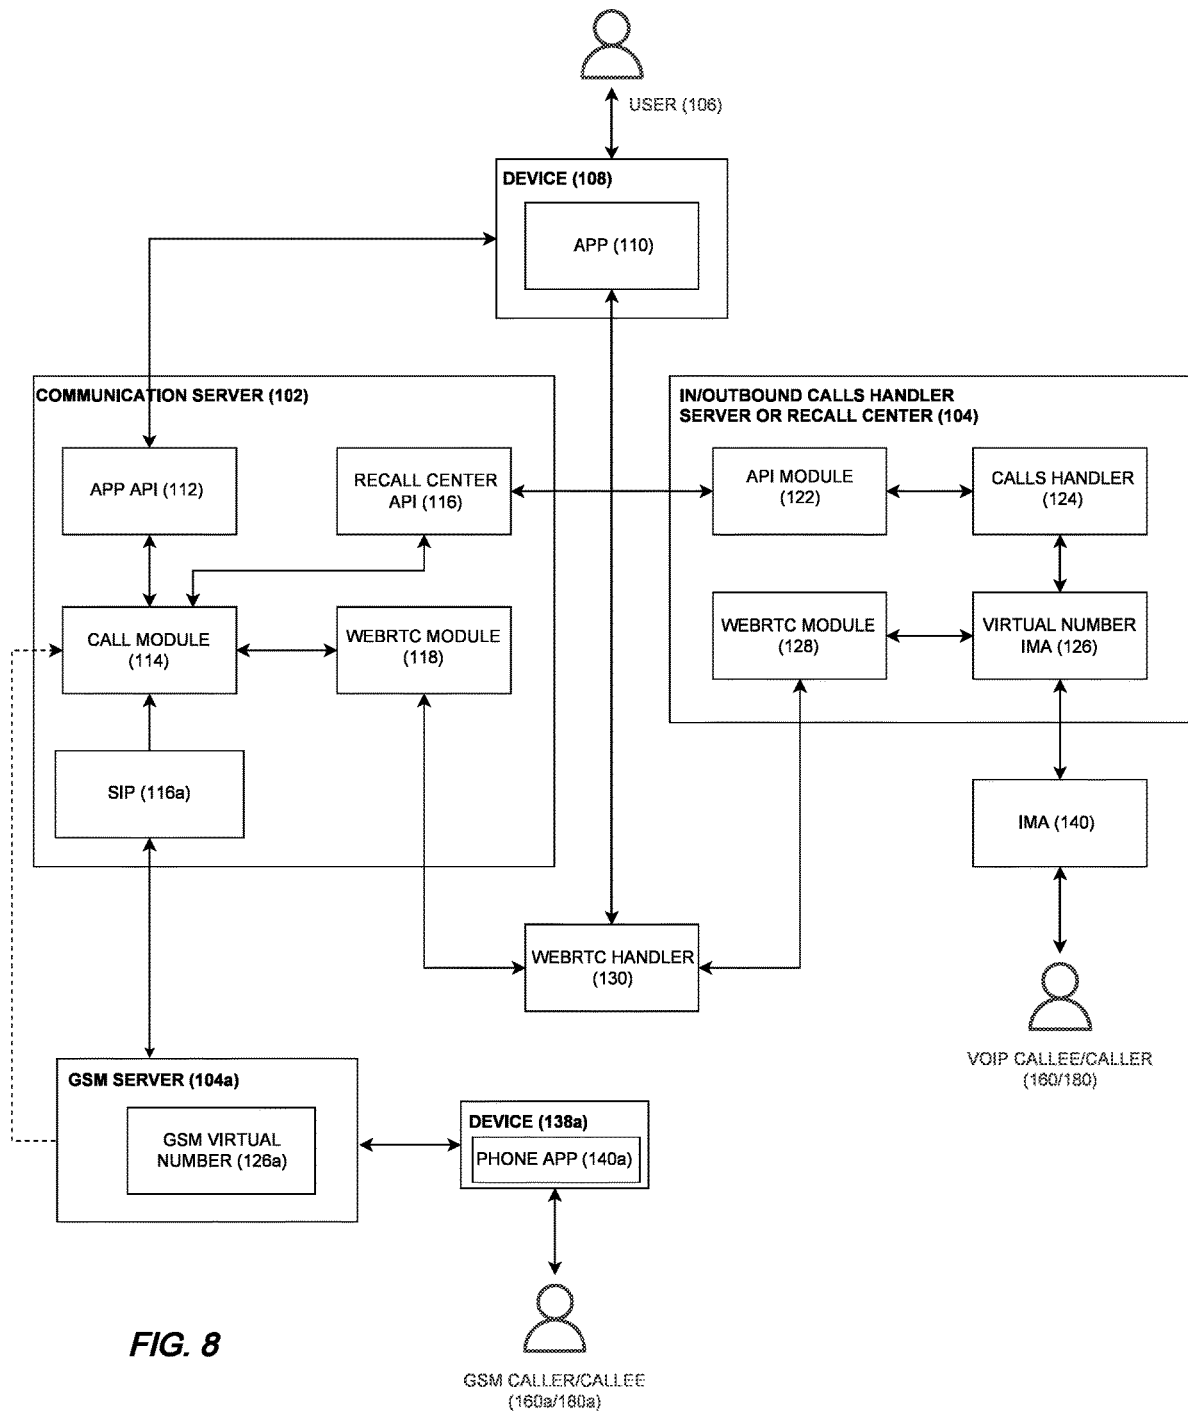 USER (106)
DEVICE (108)
APP (110)
COMMUNICATION SERVER (102)
APP API (112)
RECALL CENTER
API (116)
CALL MODULE
(114)
WEBRTC MODULE
(118)
SIP (116a)
IN/OUTBOUND CALLS HANDLER
SERVER OR RECALL CENTER (104)
API MODULE
(122)
CALLS HANDLER
(124)
WEBRTC MODULE
(128)
VIRTUAL NUMBER
IMA (126)
IMA (140)
WEBRTC HANDLER
(130)
VOIP CALLEE/CALLER
(160/180)
GSM SERVER (104a)
GSM VIRTUAL
NUMBER (126a)
DEVICE (138a)
PHONE APP (140a)
GSM CALLER/CALLEE
(160a/180a)
FIG. 8